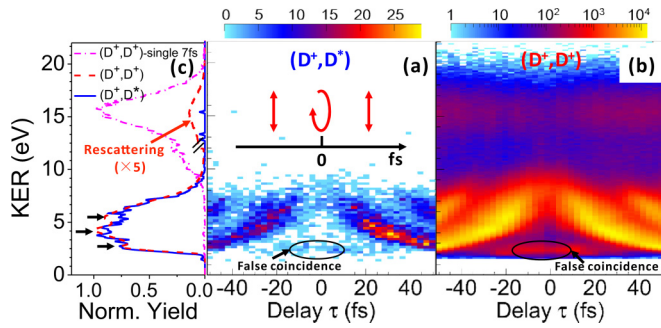 0 5 10 15 20 25 fs
1 10¹ 10² 10³ 10⁴
(D⁺,D⁺)-single 7fs
(D⁺,D⁺) (c)
(D⁺,D*)
(D⁺,D*) (a)
(D⁺,D⁺) (b)
Rescattering
(×5)
0 fs
KER (eV)
20
15
10
5
0
False coincidence
False coincidence
1.0 0.5 0.0
-40 -20 0 20 40
-40 -20 0 20 40
Norm. Yield
Delay τ (fs)
Delay τ (fs)